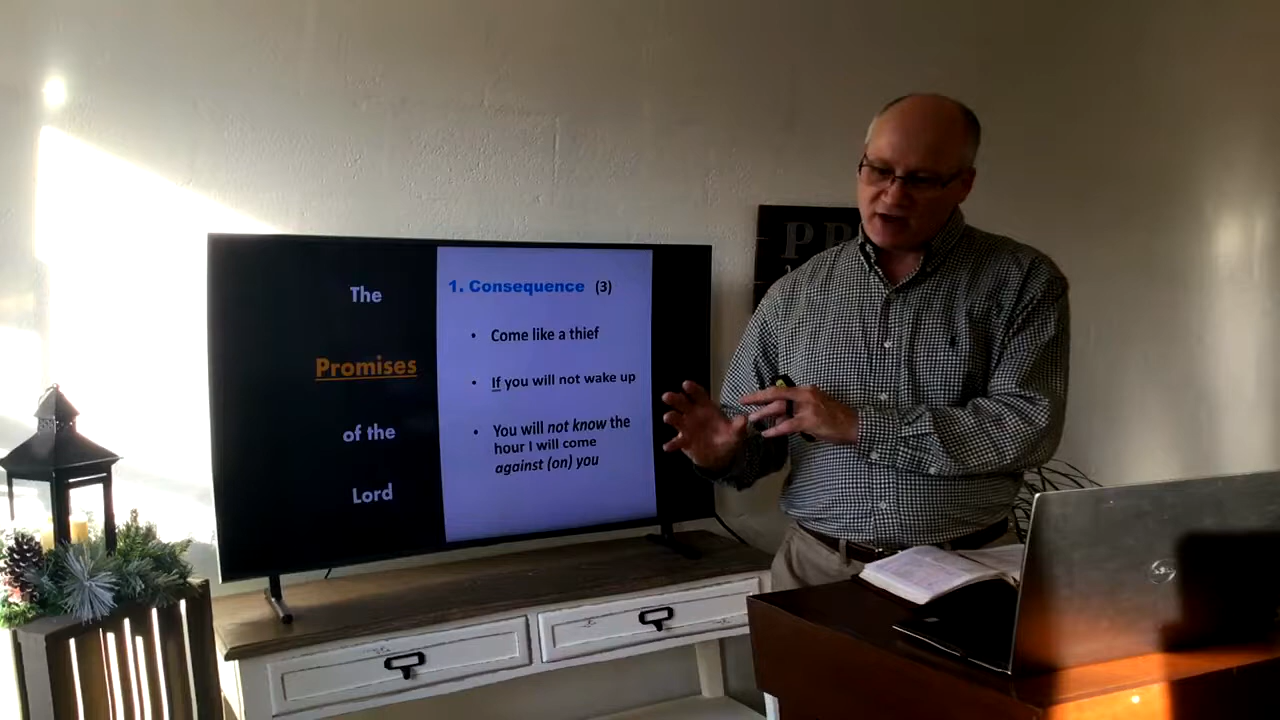 The
Promises
of the
Lord
1. Consequence (3)
• Come like a thief
• If you will not wake up
• You will not know the
hour I will come
against (on) you
DELL